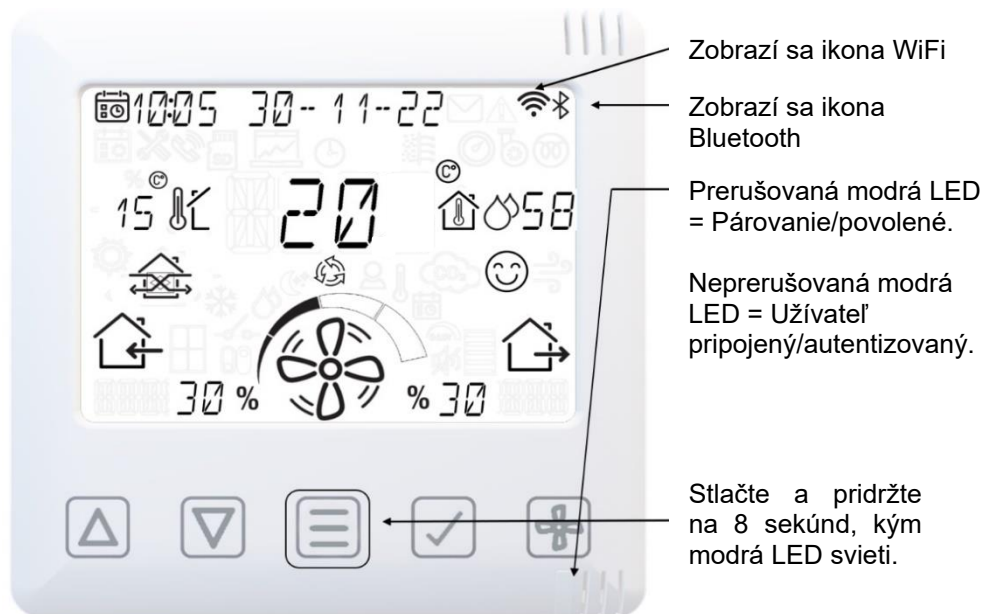 10:05 30-11-22
Zobrazí sa ikona WiFi
Zobrazí sa ikona
Bluetooth
C°
C°
15
20
58
%
Prerušovaná modrá LED
= Párovanie/povolené.
Neprerušovaná modrá
LED = Užívateľ
pripojený/autentizovaný.
30 %
% 30
Stlačte a pridržte
na 8 sekúnd, kým
modrá LED svieti.